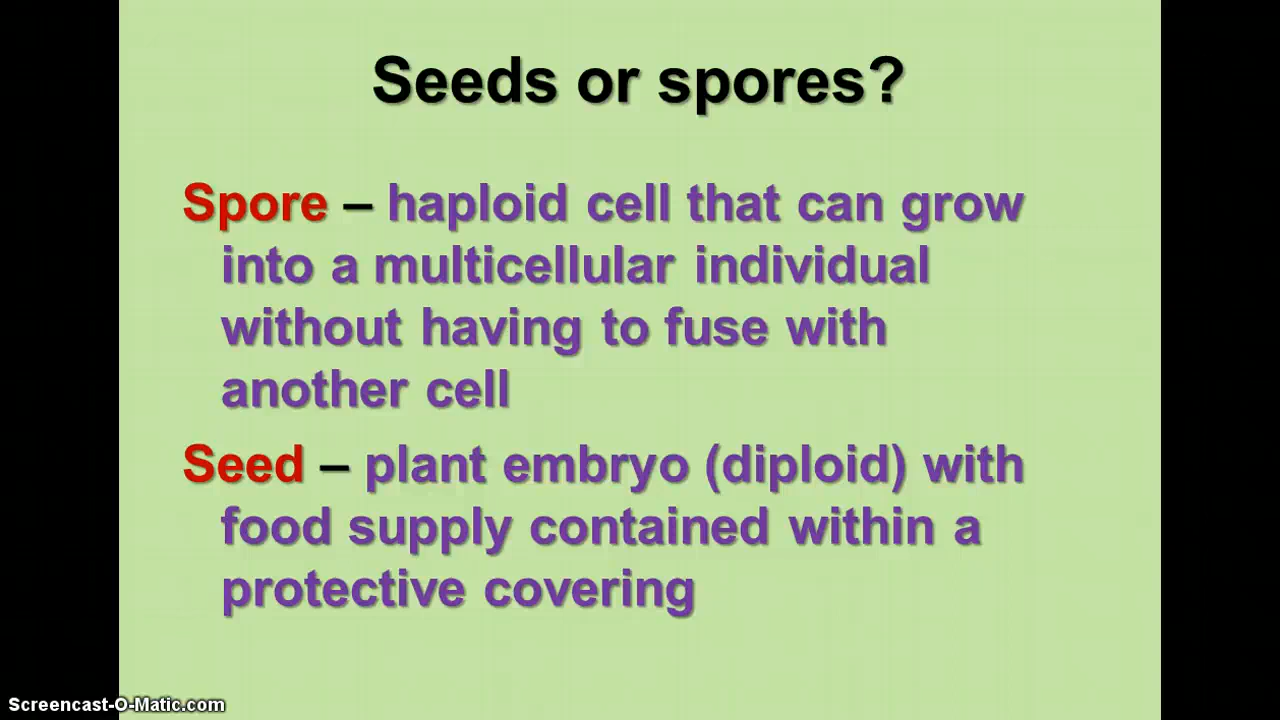 Seeds or spores?
Spore – haploid cell that can grow
into a multicellular individual
without having to fuse with
another cell
Seed – plant embryo (diploid) with
food supply contained within a
protective covering
Screencast-O-Matic.com